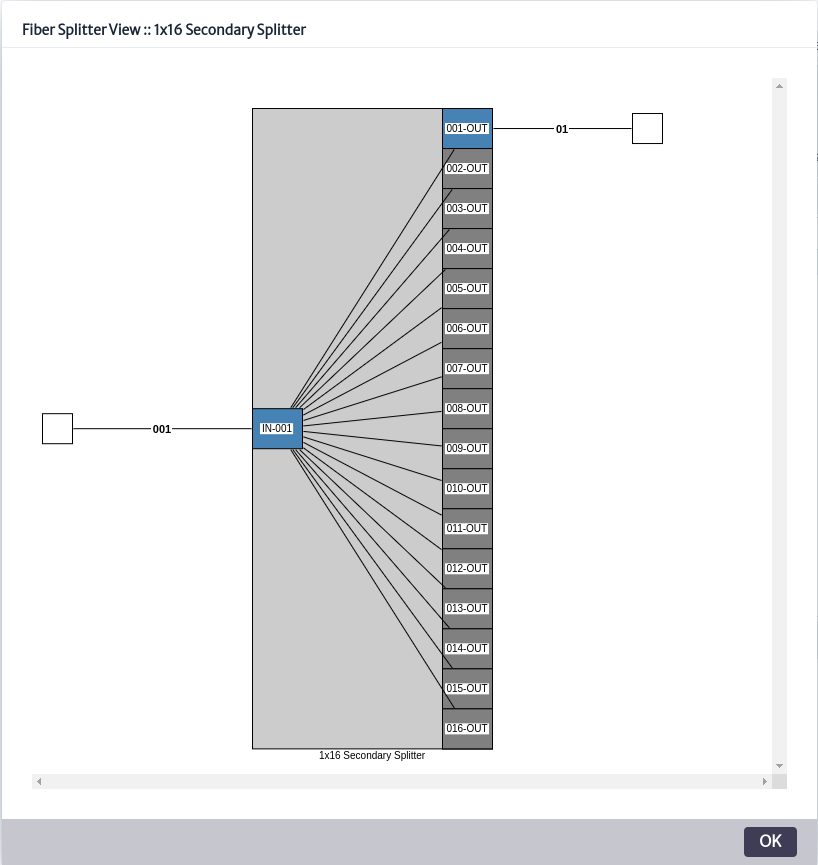 Fiber Splitter View :: 1x16 Secondary Splitter
001-OUT
01
002-OUT
003-OUT
004-OUT
005-OUT
006-OUT
007-OUT
008-OUT
001
IN-001
009-OUT
010-OUT
011-OUT
012-OUT
013-OUT
014-OUT
015-OUT
016-OUT
1x16 Secondary Splitter
OK